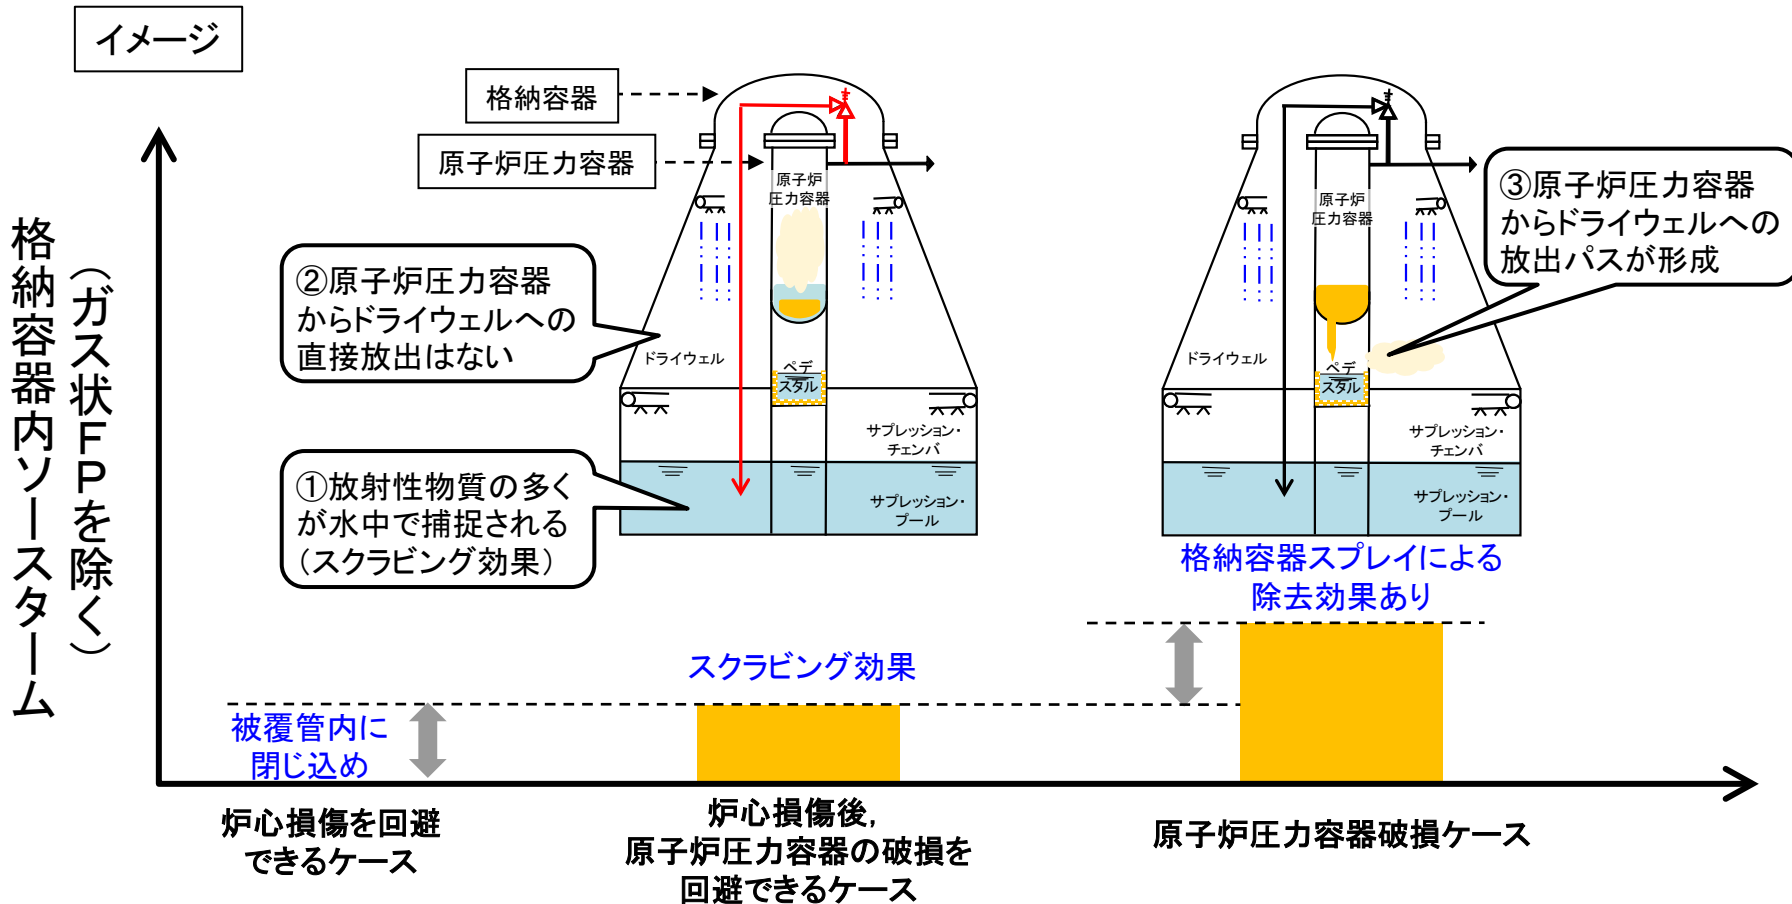 イメージ
格納容器内ソースターム
（ガス状ＦＰを除く）
格納容器
原子炉圧力容器
原子炉
圧力容器
②原子炉圧力容器
からドライウェルへの
直接放出はない
ドライウェル
ペデ
スタル
サプレッション・
チェンバ
①放射性物質の多く
が水中で捕捉される
（スクラビング効果）
サプレッション・
プール
原子炉
圧力容器
③原子炉圧力容器
からドライウェルへの
放出パスが形成
ドライウェル
ペデ
スタル
サプレッション・
チェンバ
サプレッション・
プール
格納容器スプレイによる
除去効果あり
スクラビング効果
被覆管内に
閉じ込め
炉心損傷を回避
できるケース
炉心損傷後，
原子炉圧力容器の破損を
回避できるケース
原子炉圧力容器破損ケース